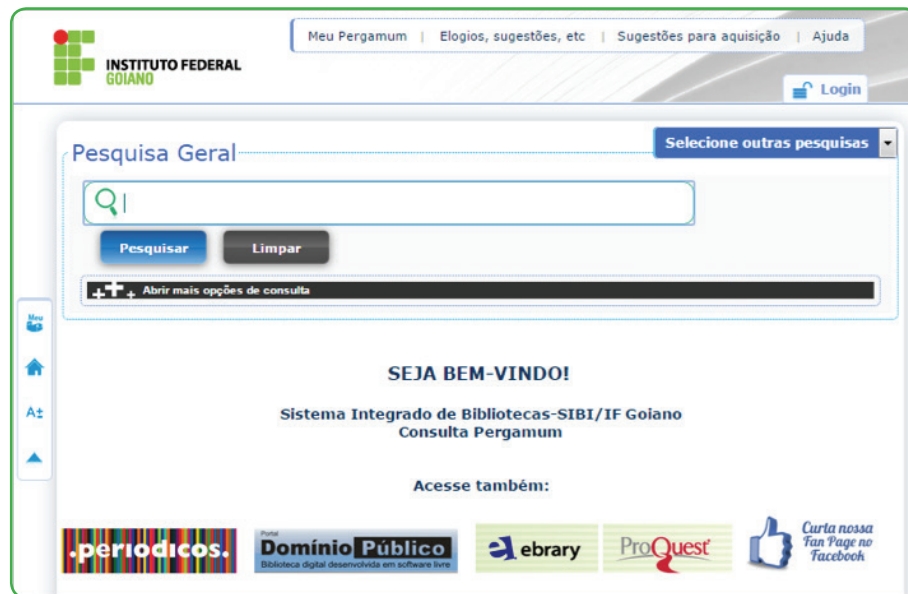 Meu Pergamum | Elogios, sugestões, etc | Sugestões para aquisição | Ajuda
INSTITUTO FEDERAL
GOIANO
Login
Selecione outras pesquisas
Pesquisa Geral
Pesquisar Limpar
Abrir mais opções de consulta
Meu
A±
SEJA BEM-VINDO!
Sistema Integrado de Bibliotecas-SIBI/IF Goiano
Consulta Pergamum
Acesse também:
.periodicos.
Portal
Domínio Público
Biblioteca digital desenvolvida em software livre
ebrary
ProQuest
Curta nossa
Fan Page no
Facebook